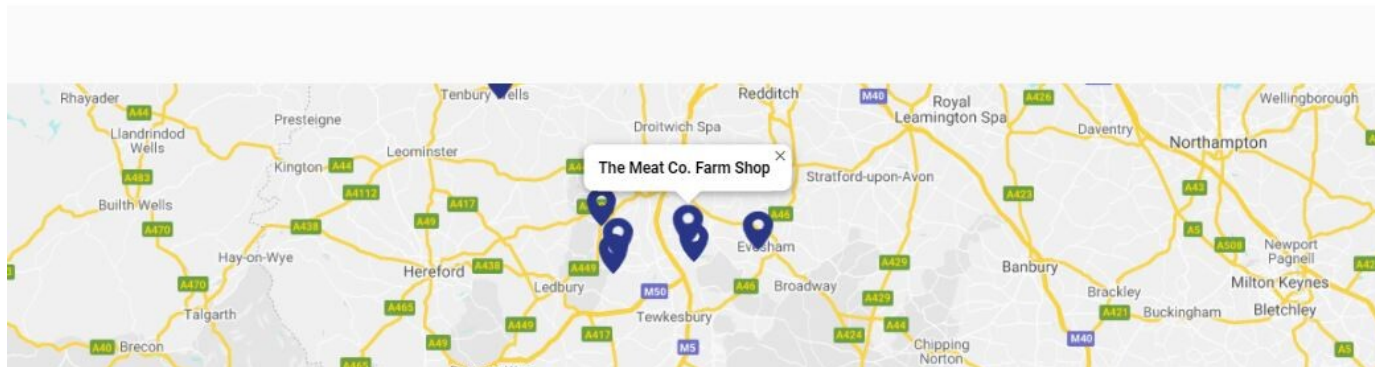 Rhayader
A44
Tenbury Wells
Redditch
M40
Royal
Leamington Spa
A426
Wellingborough
Presteigne
Droitwich Spa
Daventry
Llandrindod
Wells
Northampton
Kington
A44
Leominster
The Meat Co. Farm Shop
×
Stratford-upon-Avon
A483
A4112
A423
A43
Builth Wells
A417
A49
A46
A470
A438
A5
A508
Newport
Pagnell
Evesham
Hay-on-Wye
Hereford
A438
A449
A429
Banbury
Milton Keynes
A470
Ledbury
M50
A46
Broadway
Brackley
A465
A429
A421
Buckingham
Bletchley
Talgarth
Tewkesbury
A449
A44
A417
A424
M40
A40
Brecon
A49
M5
Chipping
Norton
A5
A465